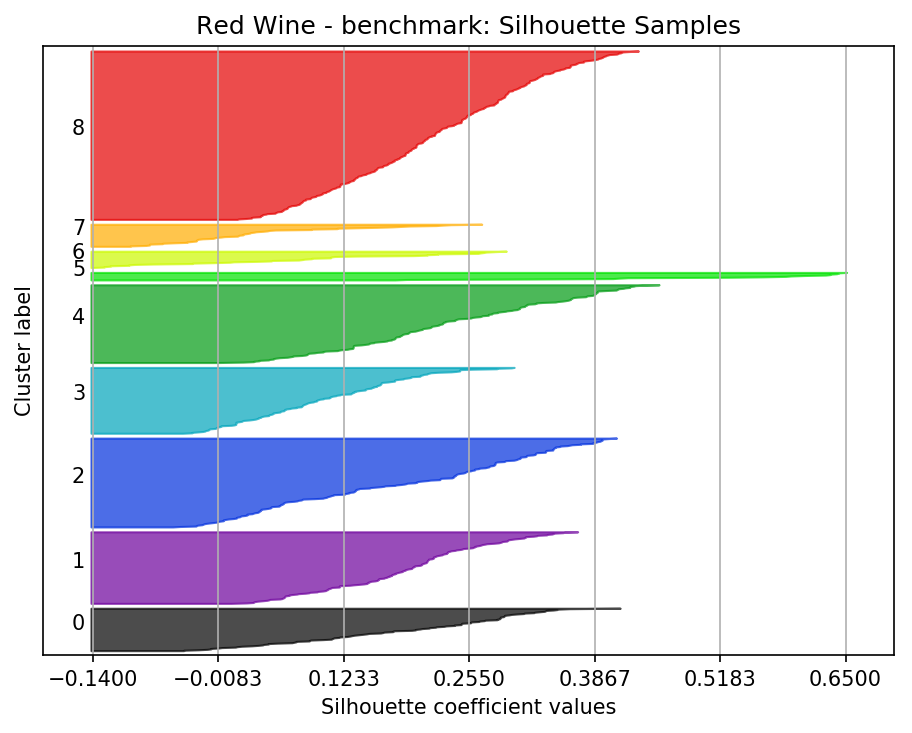 Red Wine - benchmark: Silhouette Samples
8
7
6
5
4
3
2
1
0
Cluster label
−0.1400 −0.0083 0.1233 0.2550 0.3867 0.5183 0.6500
Silhouette coefficient values